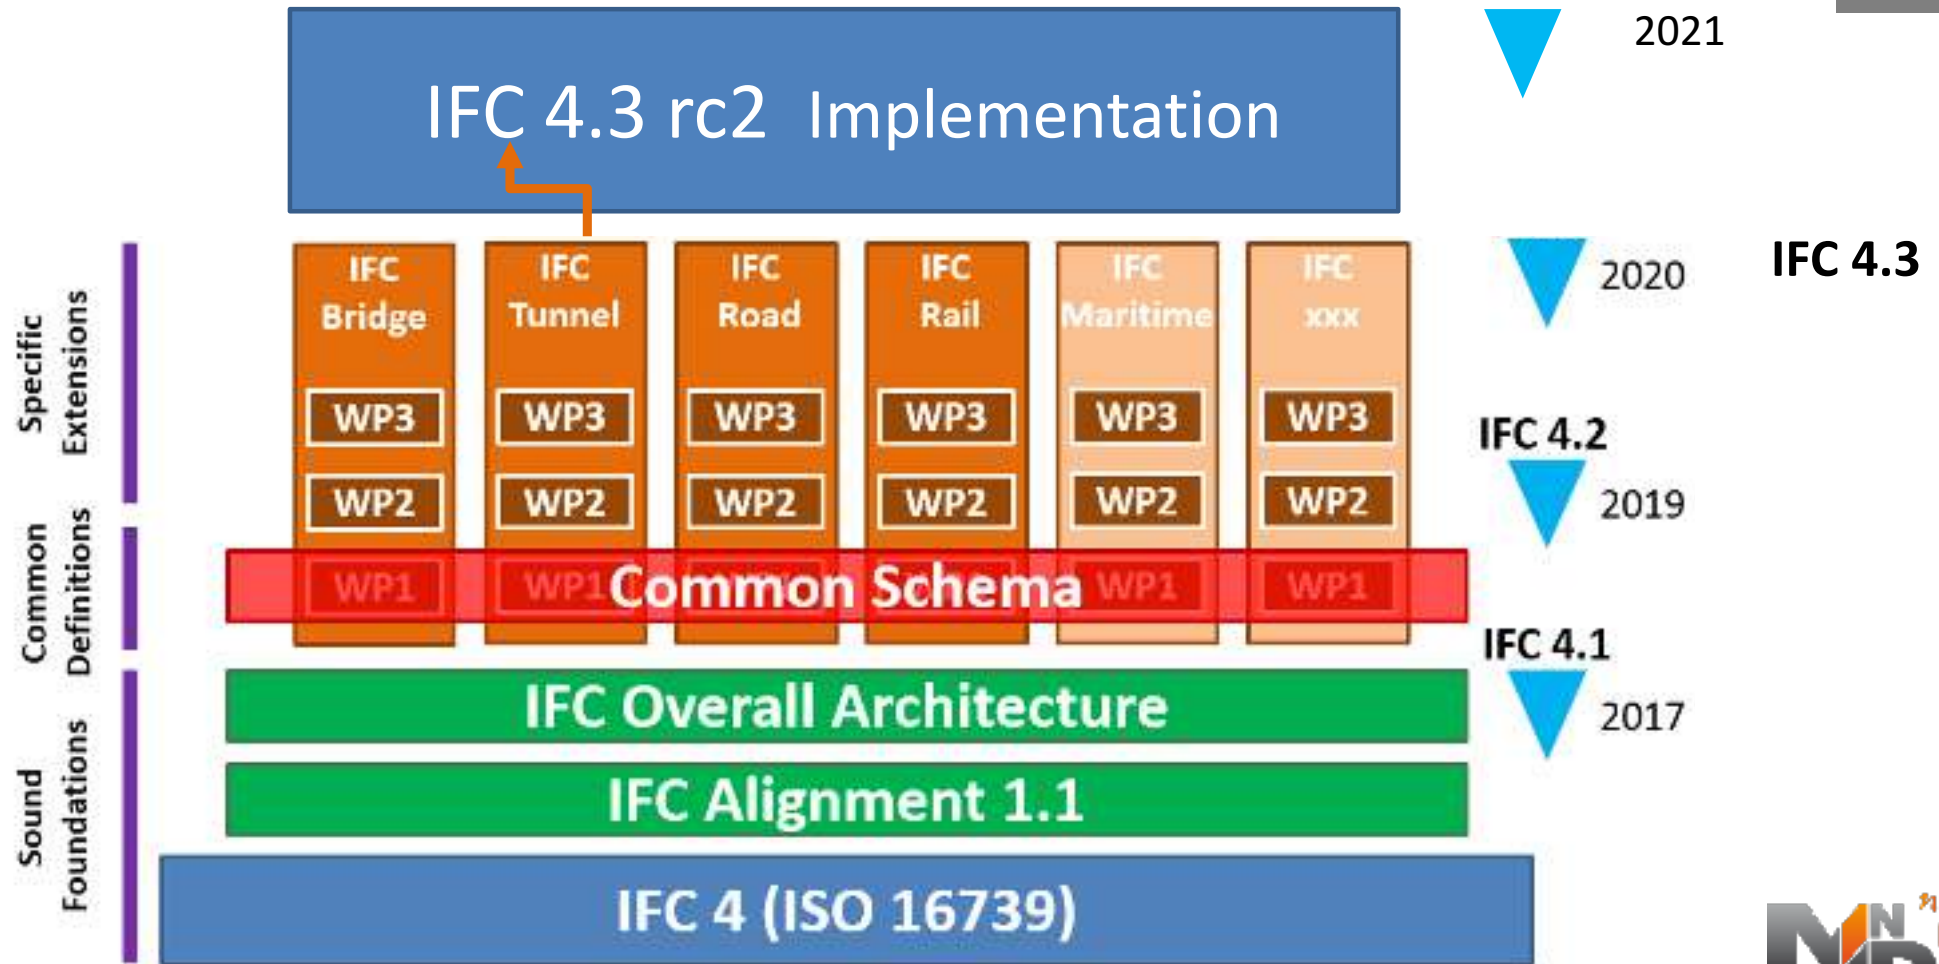 2021
IFC 4.3 rc2 Implementation
IFC 4.3
2020
Specific
Extensions
IFC
Bridge
IFC
Tunnel
IFC
Road
IFC
Rail
IFC
Maritime
IFC
xxx
WP3
WP3
WP3
WP3
WP3
WP3
IFC 4.2
2019
WP2
WP2
WP2
WP2
WP2
WP2
Common
Definitions
WP1
WP1
Common Schema
WP1
WP1
IFC 4.1
2017
Sound
Foundations
IFC Overall Architecture
IFC Alignment 1.1
IFC 4 (ISO 16739)